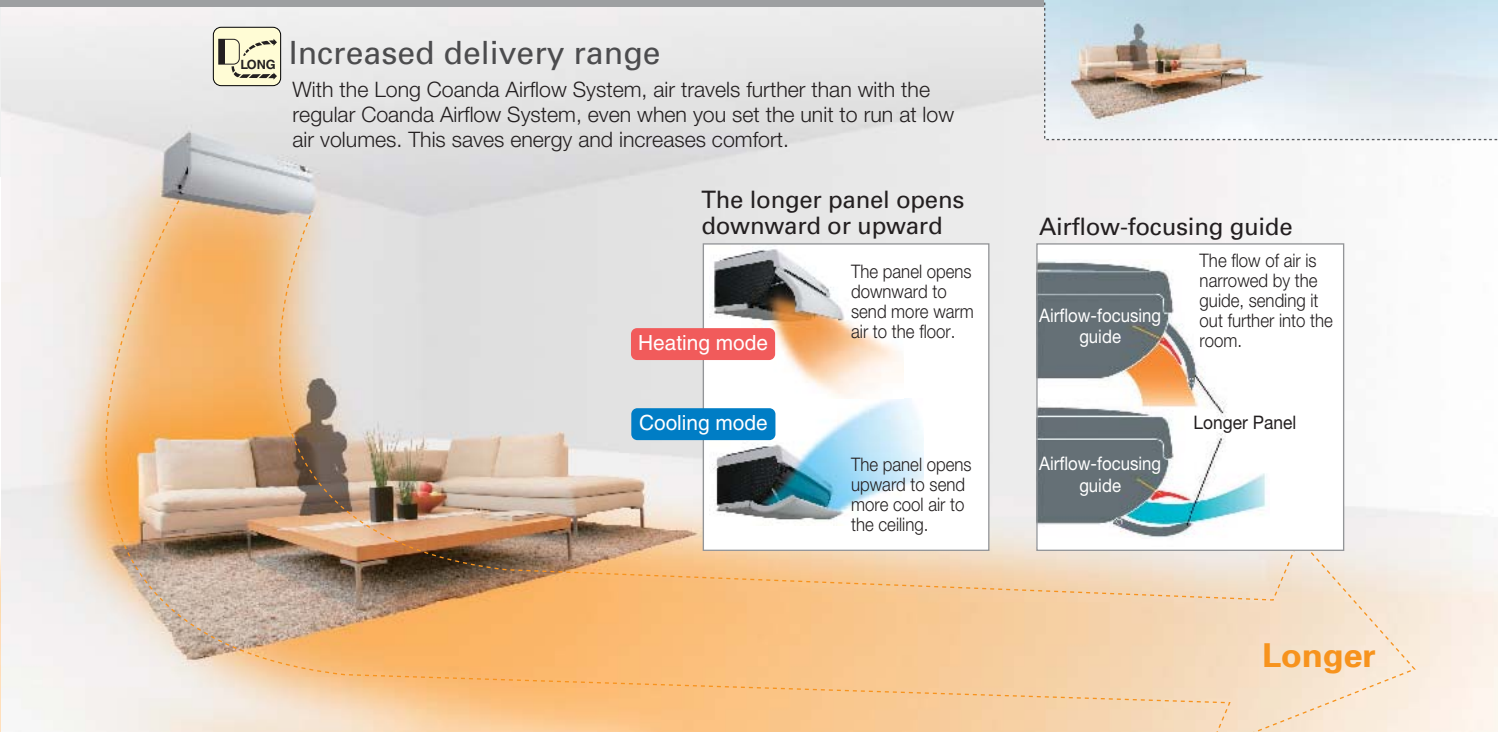 D LONG
Increased delivery range
With the Long Coanda Airflow System, air travels further than with the
regular Coanda Airflow System, even when you set the unit to run at low
air volumes. This saves energy and increases comfort.
The longer panel opens
downward or upward
The panel opens
downward to
send more warm
air to the floor.
Heating mode
Cooling mode
The panel opens
upward to send
more cool air to
the ceiling.
Airflow-focusing guide
The flow of air is
narrowed by the
guide, sending it
out further into the
room.
Airflow-focusing
guide
Longer Panel
Airflow-focusing
guide
Longer